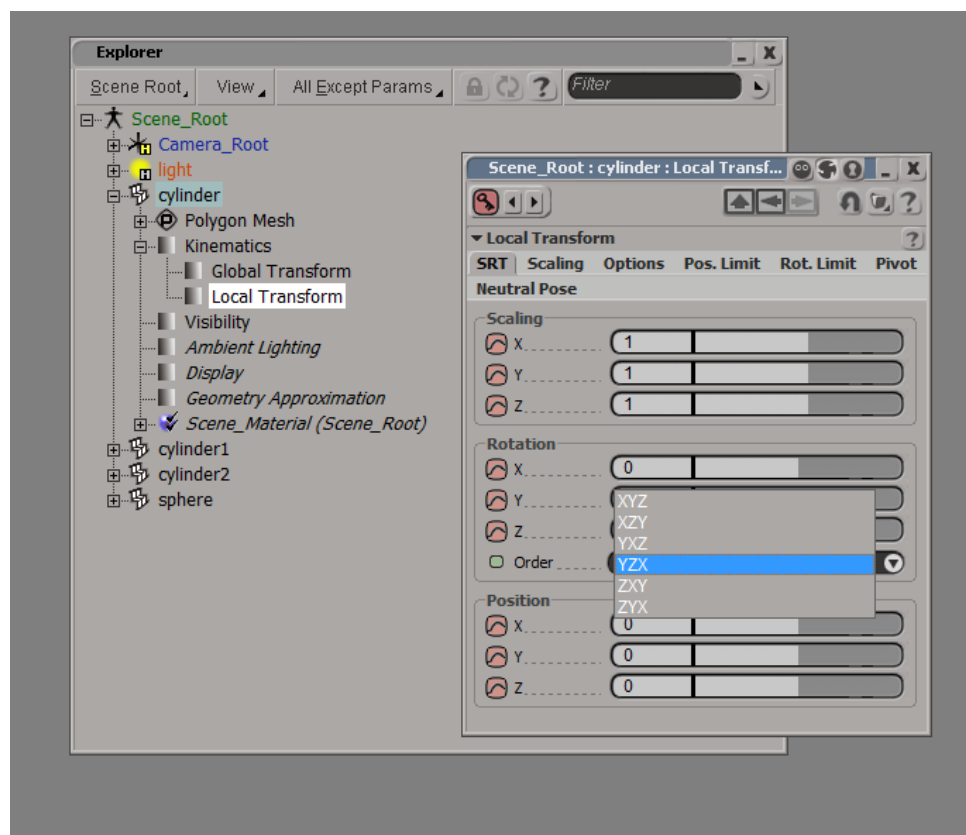 Explorer
Scene Root View All Except Params Filter
Scene_Root
Camera_Root
light
cylinder
Polygon Mesh
Kinematics
Global Transform
Local Transform
Visibility
Ambient Lighting
Display
Geometry Approximation
Scene_Material (Scene_Root)
cylinder1
cylinder2
sphere
Scene_Root : cylinder : Local Transf...
Local Transform
SRT Scaling Options Pos. Limit Rot. Limit Pivot
Neutral Pose
Scaling
X 1
Y 1
Z 1
Rotation
X 0
Y
Z
Order
XYZ
XZY
YXZ
YZX
ZXY
ZYX
Position
X 0
Y 0
Z 0